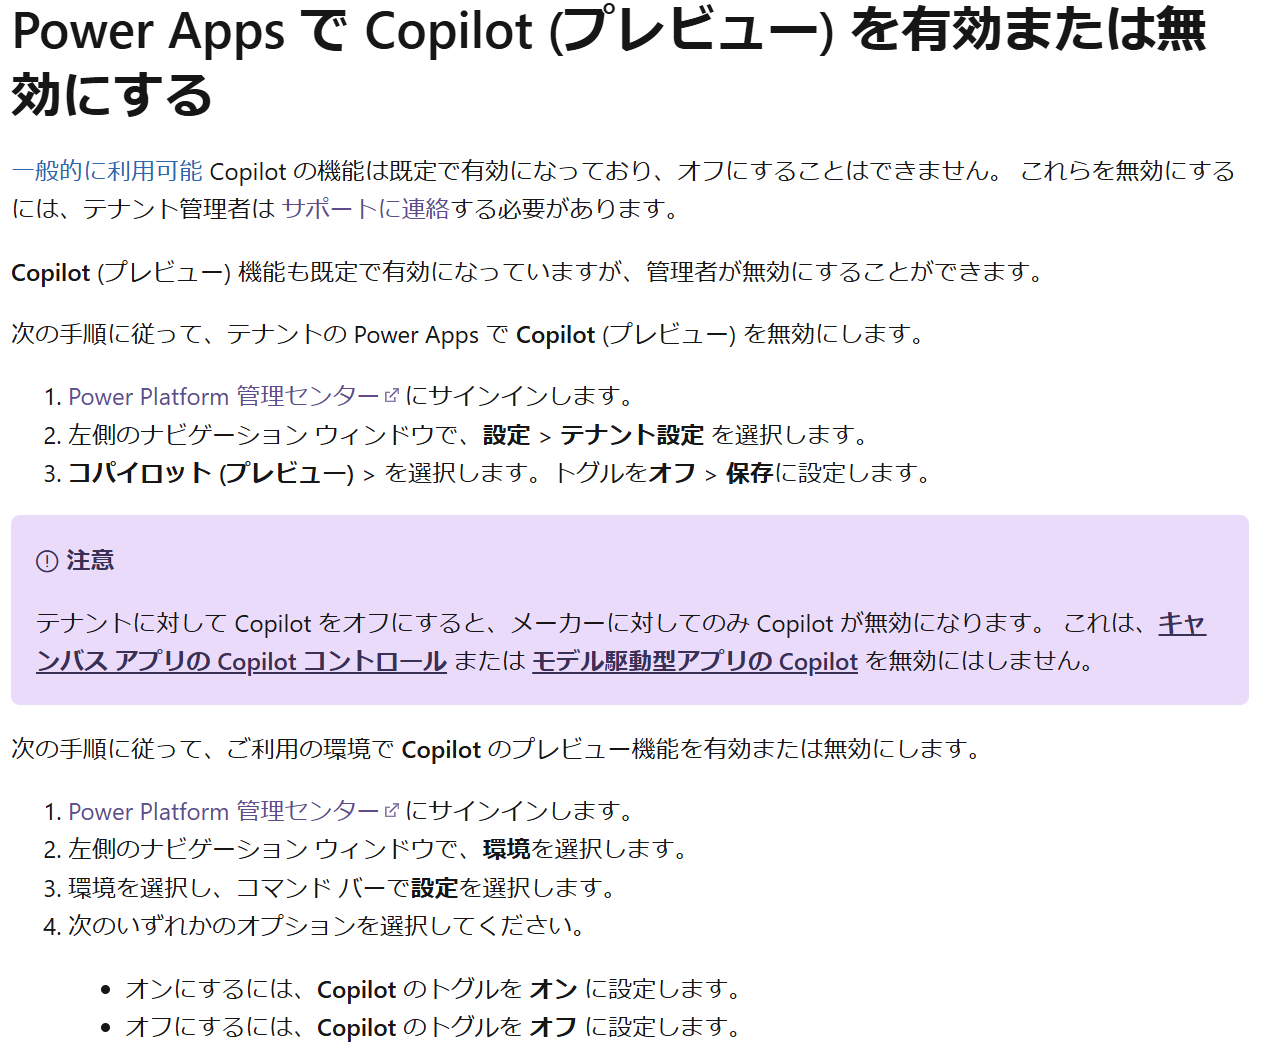 Power Apps で Copilot (プレビュー) を有効または無
効にする
一般的に利用可能 Copilot の機能は既定で有効になっており、オフにすることはできません。 これらを無効にする
には、テナント管理者は サポートに連絡する必要があります。
Copilot (プレビュー) 機能も既定で有効になっていますが、管理者が無効にすることができます。
次の手順に従って、テナントの Power Apps で Copilot (プレビュー) を無効にします。
1. Power Platform 管理センター にサインインします。
2. 左側のナビゲーション ウィンドウで、設定 > テナント設定 を選択します。
3. コパイロット (プレビュー) > を選択します。トグルをオフ > 保存に設定します。
注意
テナントに対して Copilot をオフにすると、メーカーに対してのみ Copilot が無効になります。 これは、キャ
ンバス アプリの Copilot コントロール または モデル駆動型アプリの Copilot を無効にはしません。
次の手順に従って、ご利用の環境で Copilot のプレビュー機能を有効または無効にします。
1. Power Platform 管理センター にサインインします。
2. 左側のナビゲーション ウィンドウで、環境を選択します。
3. 環境を選択し、コマンド バーで設定を選択します。
4. 次のいずれかのオプションを選択してください。
• オンにするには、Copilot のトグルを オン に設定します。
• オフにするには、Copilot のトグルを オフ に設定します。